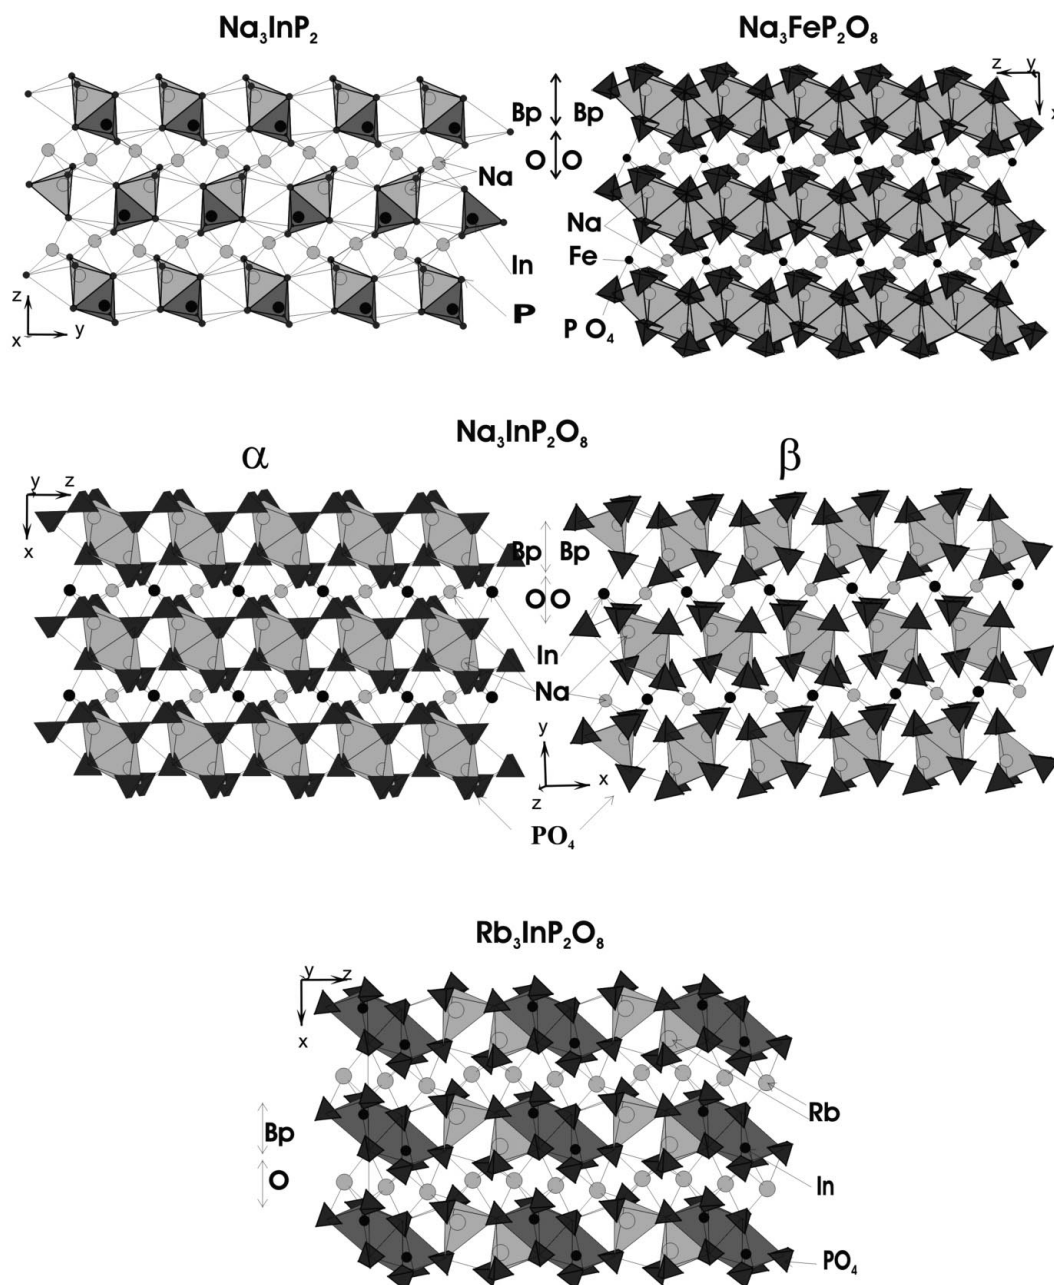 Na₃InP₂
Na₃FeP₂O₈
Bp Bp
O O
Na
In
P
Na
Fe
P O₄
z
x y
z y
x
Na₃InP₂O₈
α
β
y z
x
Bp Bp
O O
In
Na
y
z x
PO₄
Rb₃InP₂O₈
y z
x
Bp
O
Rb
In
PO₄